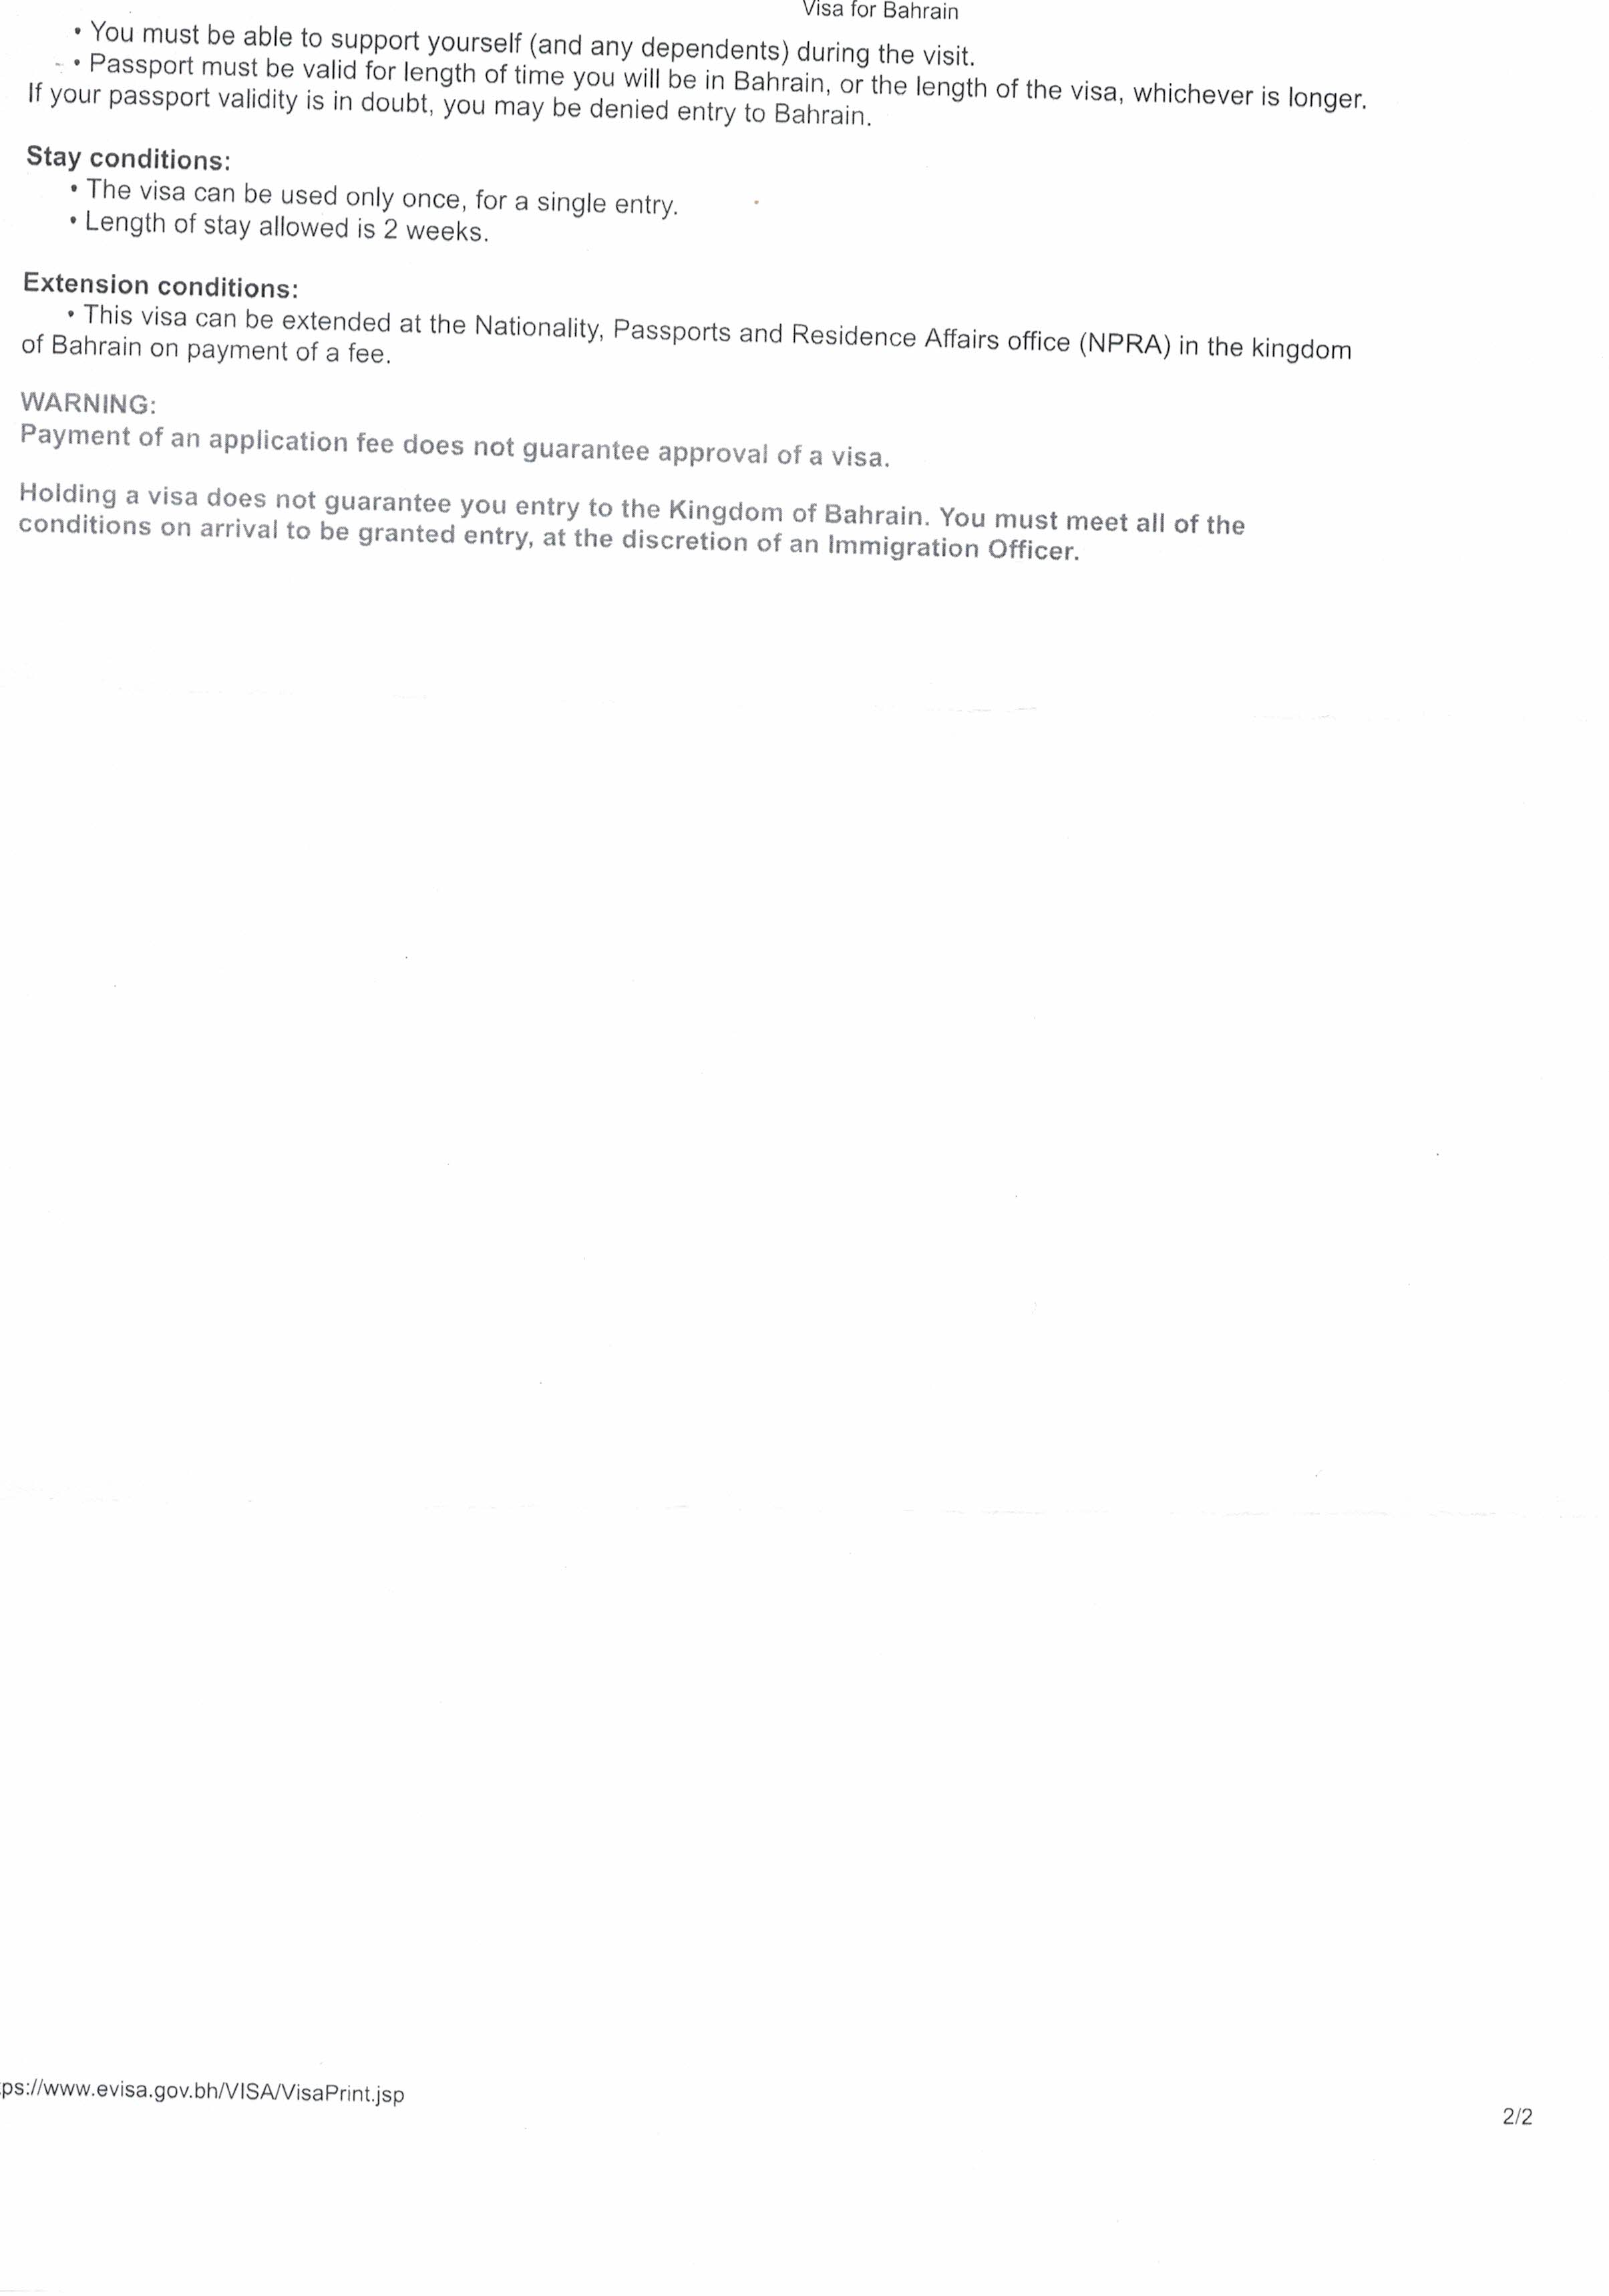 Visa for Bahrain
• You must be able to support yourself (and any dependents) during the visit.
• Passport must be valid for length of time you will be in Bahrain, or the length of the visa, whichever is longer.
If your passport validity is in doubt, you may be denied entry to Bahrain.
Stay conditions:
• The visa can be used only once, for a single entry.
• Length of stay allowed is 2 weeks.
Extension conditions:
• This visa can be extended at the Nationality, Passports and Residence Affairs office (NPRA) in the kingdom
of Bahrain on payment of a fee.
WARNING:
Payment of an application fee does not guarantee approval of a visa.
Holding a visa does not guarantee you entry to the Kingdom of Bahrain. You must meet all of the
conditions on arrival to be granted entry, at the discretion of an Immigration Officer.
ps://www.evisa.gov.bh/VISA/VisaPrint.jsp
2/2